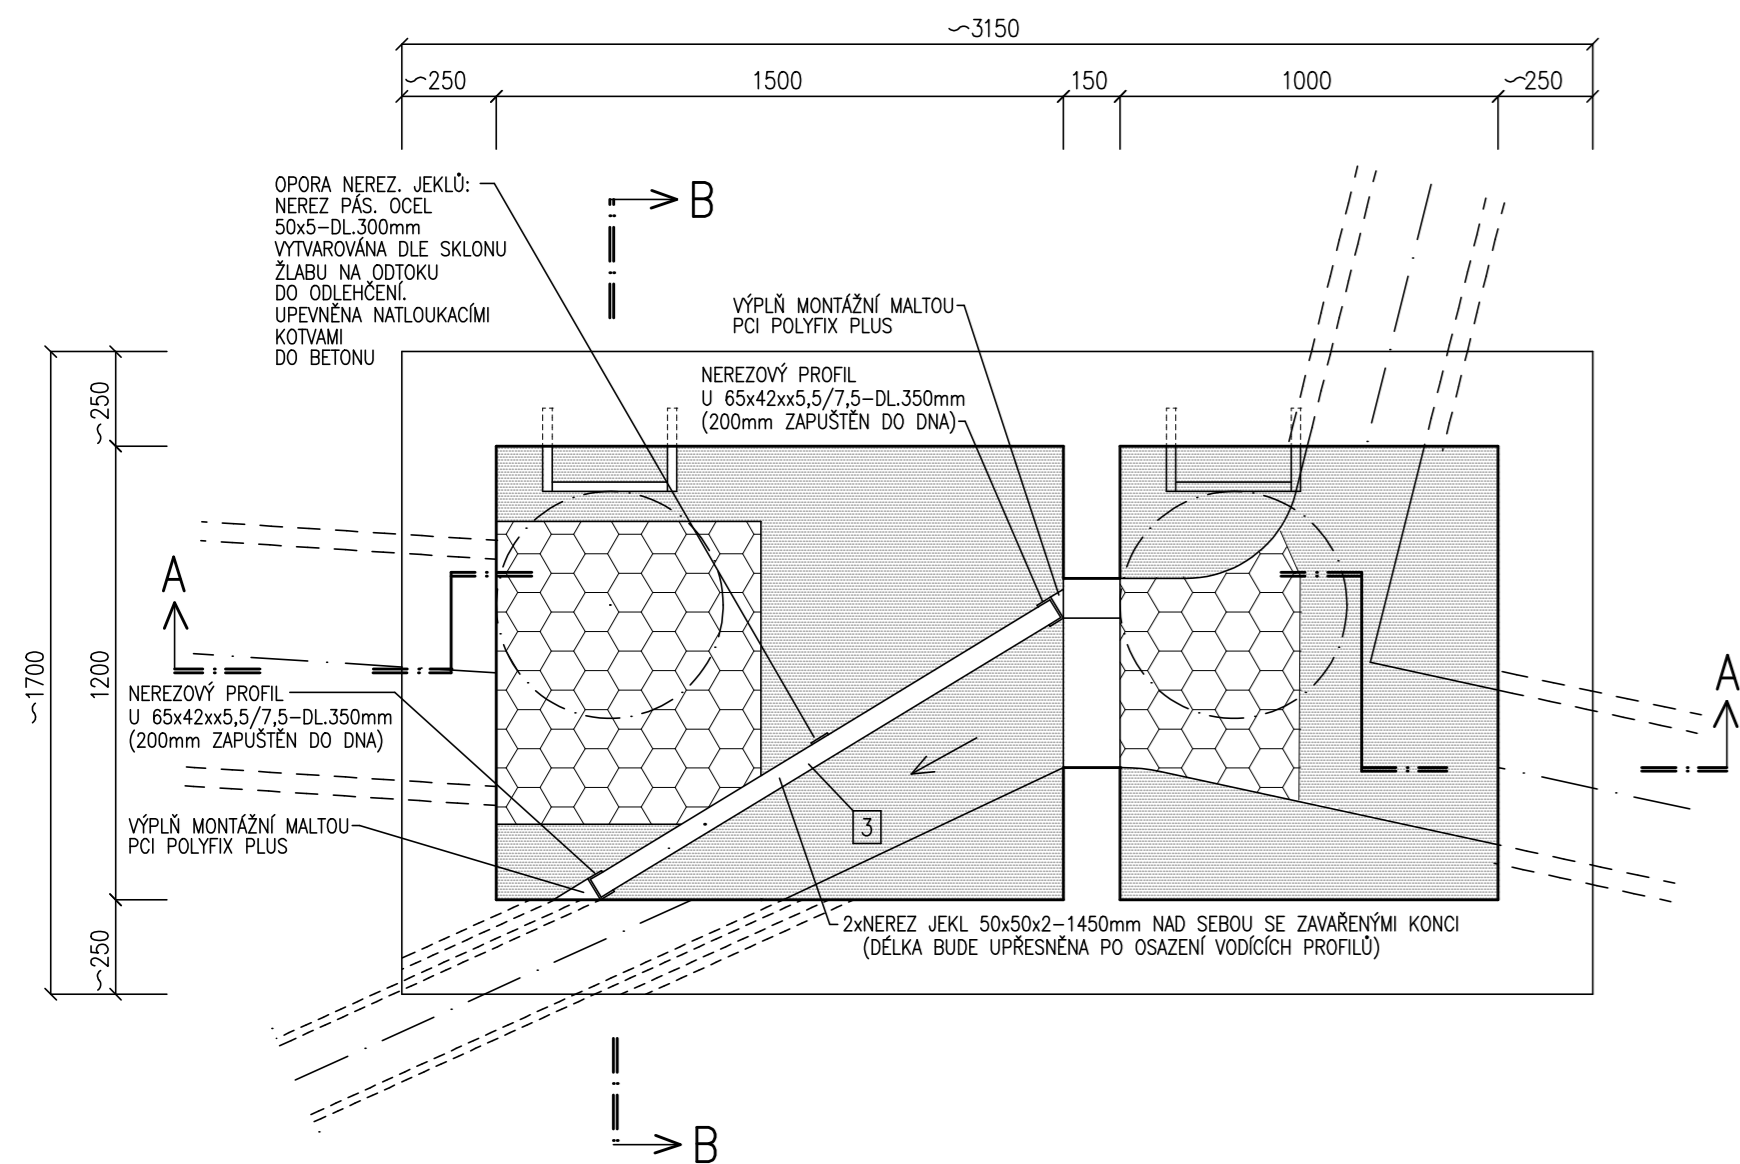 ~3150
~250
1500
150
1000
~250
OPORA NEREZ. JEKLŮ:
NEREZ PÁS. OCEL
50x5-DL.300mm
VYTVAROVÁNA DLE SKLONU
ŽLABU NA ODTOKU
DO ODLEHČENÍ.
UPEVNĚNA NATLOUKACÍMI
KOTVAMI
DO BETONU
B
VÝPLŇ MONTÁŽNÍ MALTOU
PCI POLYFIX PLUS
NEREZOVÝ PROFIL
U 65x42xx5,5/7,5-DL.350mm
(200mm ZAPUŠTĚN DO DNA)
~250
~1700
1200
~250
A
A
NEREZOVÝ PROFIL
U 65x42xx5,5/7,5-DL.350mm
(200mm ZAPUŠTĚN DO DNA)
VÝPLŇ MONTÁŽNÍ MALTOU
PCI POLYFIX PLUS
3
2xNEREZ JEKL 50x50x2-1450mm NAD SEBOU SE ZAVAŘENÝMI KONCI
(DÉLKA BUDE UPŘESNĚNA PO OSAZENÍ VODÍCÍCH PROFILŮ)
B